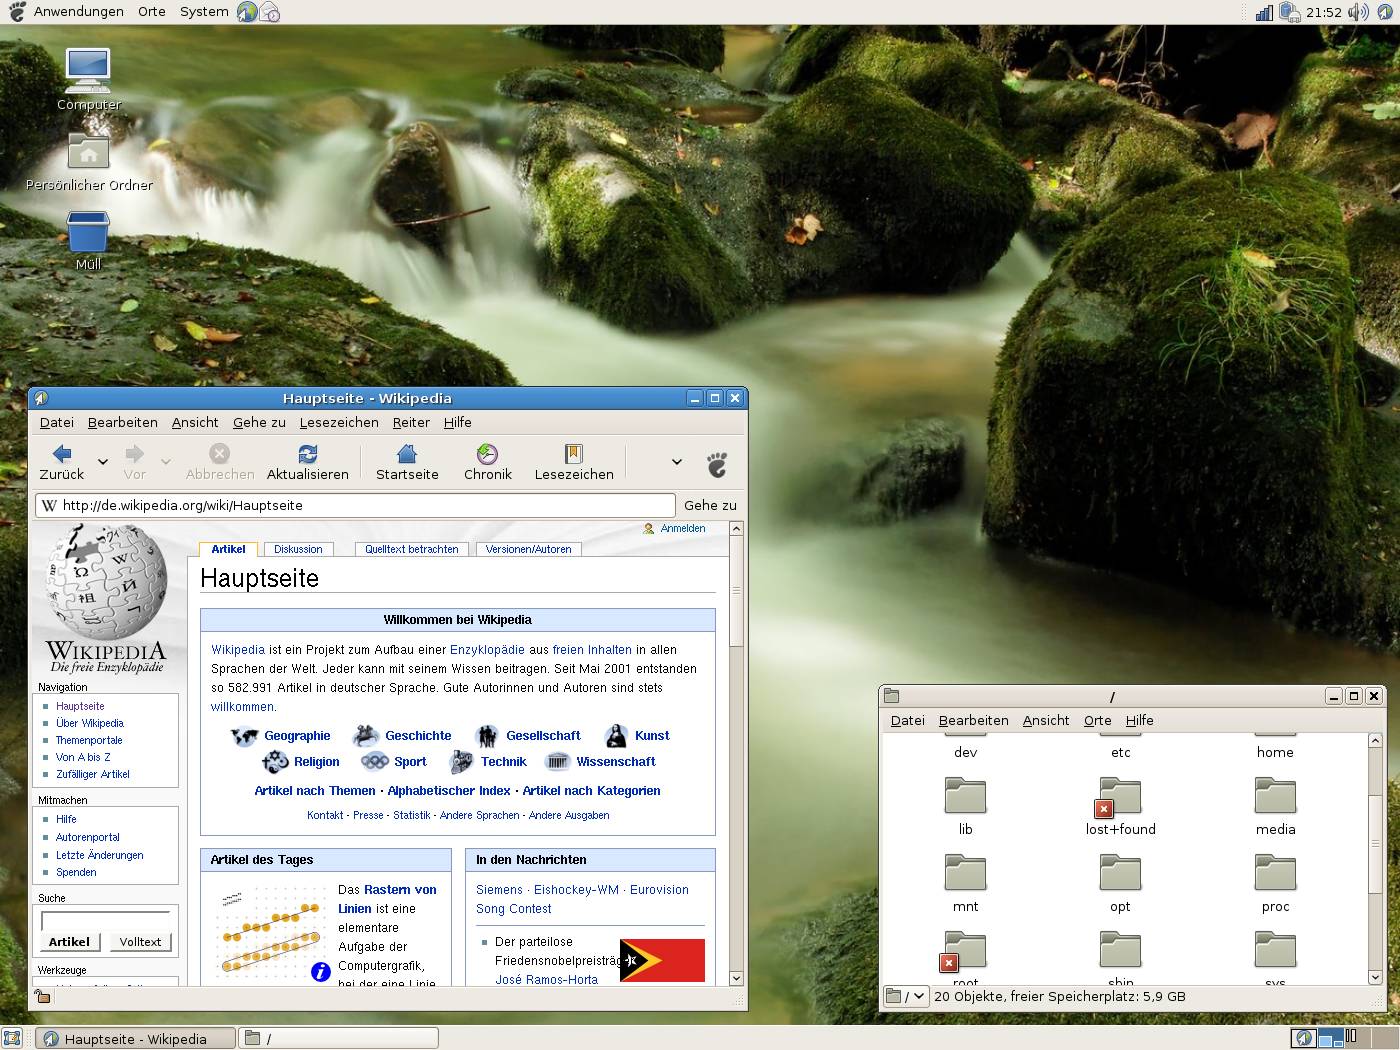 Anwendungen Orte System
21:52
Computer
Persönlicher Ordner
Müll
Hauptseite - Wikipedia
Datei Bearbeiten Ansicht Gehe zu Lesezeichen Reiter Hilfe
Zurück Vor Abbrechen Aktualisieren Startseite Chronik Lesezeichen
W http://de.wikipedia.org/wiki/Hauptseite Gehe zu
Anmelden
Artikel Diskussion Quelltext betrachten Versionen/Autoren
WIKIPEDIA
Die freie Enzyklopädie
Navigation
Hauptseite
Über Wikipedia
Themenportale
Von A bis Z
Zufälliger Artikel
Mitmachen
Hilfe
Autorenportal
Letzte Änderungen
Spenden
Suche
Artikel Volltext
Werkzeuge
Hauptseite
Willkommen bei Wikipedia
Wikipedia ist ein Projekt zum Aufbau einer Enzyklopädie aus freien Inhalten in allen
Sprachen der Welt. Jeder kann mit seinem Wissen beitragen. Seit Mai 2001 entstanden
so 582.991 Artikel in deutscher Sprache. Gute Autorinnen und Autoren sind stets
willkommen.
Geographie Geschichte Gesellschaft Kunst
Religion Sport Technik Wissenschaft
Artikel nach Themen · Alphabetischer Index · Artikel nach Kategorien
Kontakt - Presse - Statistik - Andere Sprachen - Andere Ausgaben
Artikel des Tages
Das Rastern von
Linien ist eine
elementare
Aufgabe der
Computergrafik,
bei der eine Linie
In den Nachrichten
Siemens · Eishockey-WM · Eurovision
Song Contest
Der parteilose
Friedensnobelpreisträg
José Ramos-Horta
/
Datei Bearbeiten Ansicht Orte Hilfe
dev etc home
lib lost+found media
mnt opt proc
root sbin sys
/ 20 Objekte, freier Speicherplatz: 5,9 GB
Hauptseite - Wikipedia /